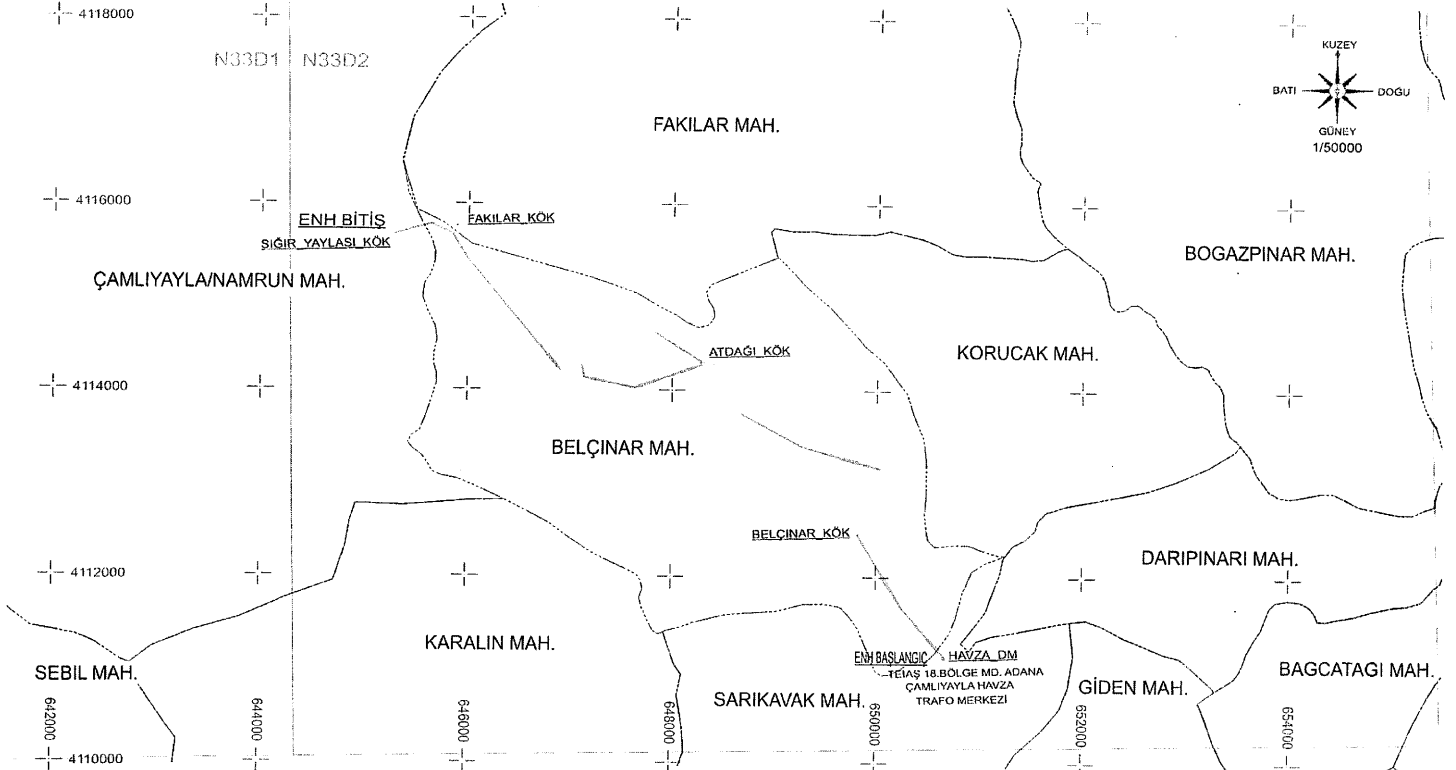 4118000
N33D1 N33D2
KUZEY
BATI DOĞU
GÜNEY
1/50000
FAKILAR MAH.
4116000
ENH BİTİŞ
FAKILAR_KÖK
SIĞIR_YAYLASI_KÖK
BOGAZPINAR MAH.
ÇAMLIYAYLA/NAMRUN MAH.
ATDAĞI_KÖK
KORUCAK MAH.
4114000
BELÇINAR MAH.
BELÇINAR_KÖK
DARIPINARI MAH.
4112000
KARALIN MAH.
ENH BAŞLANGIÇ
HAVZA_DM
TEİAŞ 18.BÖLGE MD. ADANA
ÇAMLIYAYLA HAVZA
TRAFO MERKEZİ
SEBIL MAH.
SARIKAVAK MAH.
GİDEN MAH.
BAGCATAGI MAH.
642000
644000
646000
648000
650000
652000
654000
4110000